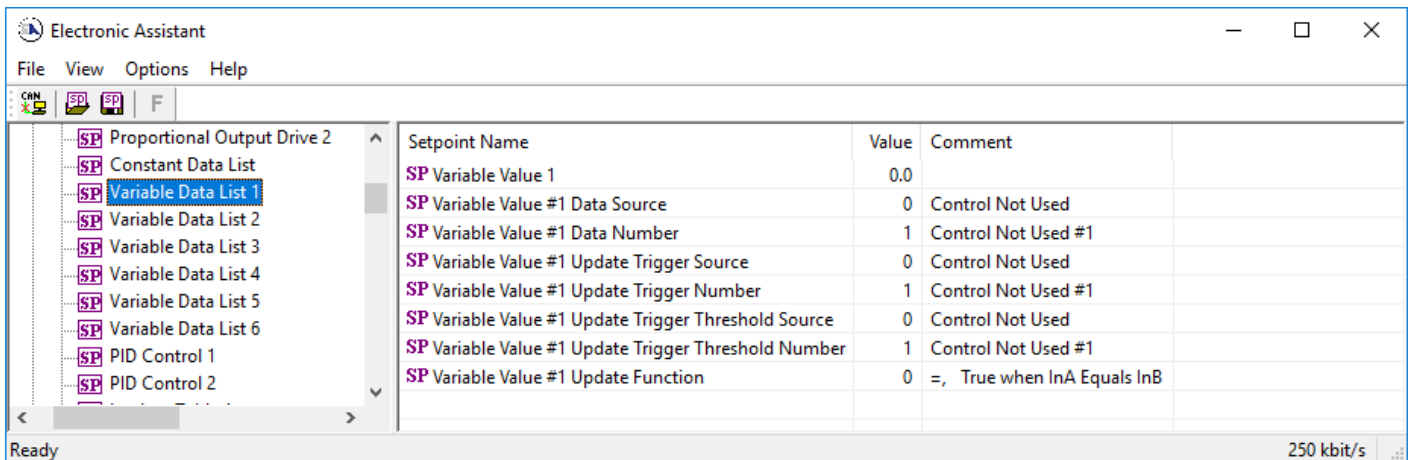 Electronic Assistant
File View Options Help
CAN SP SP F
SP Proportional Output Drive 2
SP Constant Data List
SP Variable Data List 1
SP Variable Data List 2
SP Variable Data List 3
SP Variable Data List 4
SP Variable Data List 5
SP Variable Data List 6
SP PID Control 1
SP PID Control 2
Setpoint Name Value Comment
SP Variable Value 1 0.0
SP Variable Value #1 Data Source 0 Control Not Used
SP Variable Value #1 Data Number 1 Control Not Used #1
SP Variable Value #1 Update Trigger Source 0 Control Not Used
SP Variable Value #1 Update Trigger Number 1 Control Not Used #1
SP Variable Value #1 Update Trigger Threshold Source 0 Control Not Used
SP Variable Value #1 Update Trigger Threshold Number 1 Control Not Used #1
SP Variable Value #1 Update Function 0 =, True when InA Equals InB
Ready 250 kbit/s